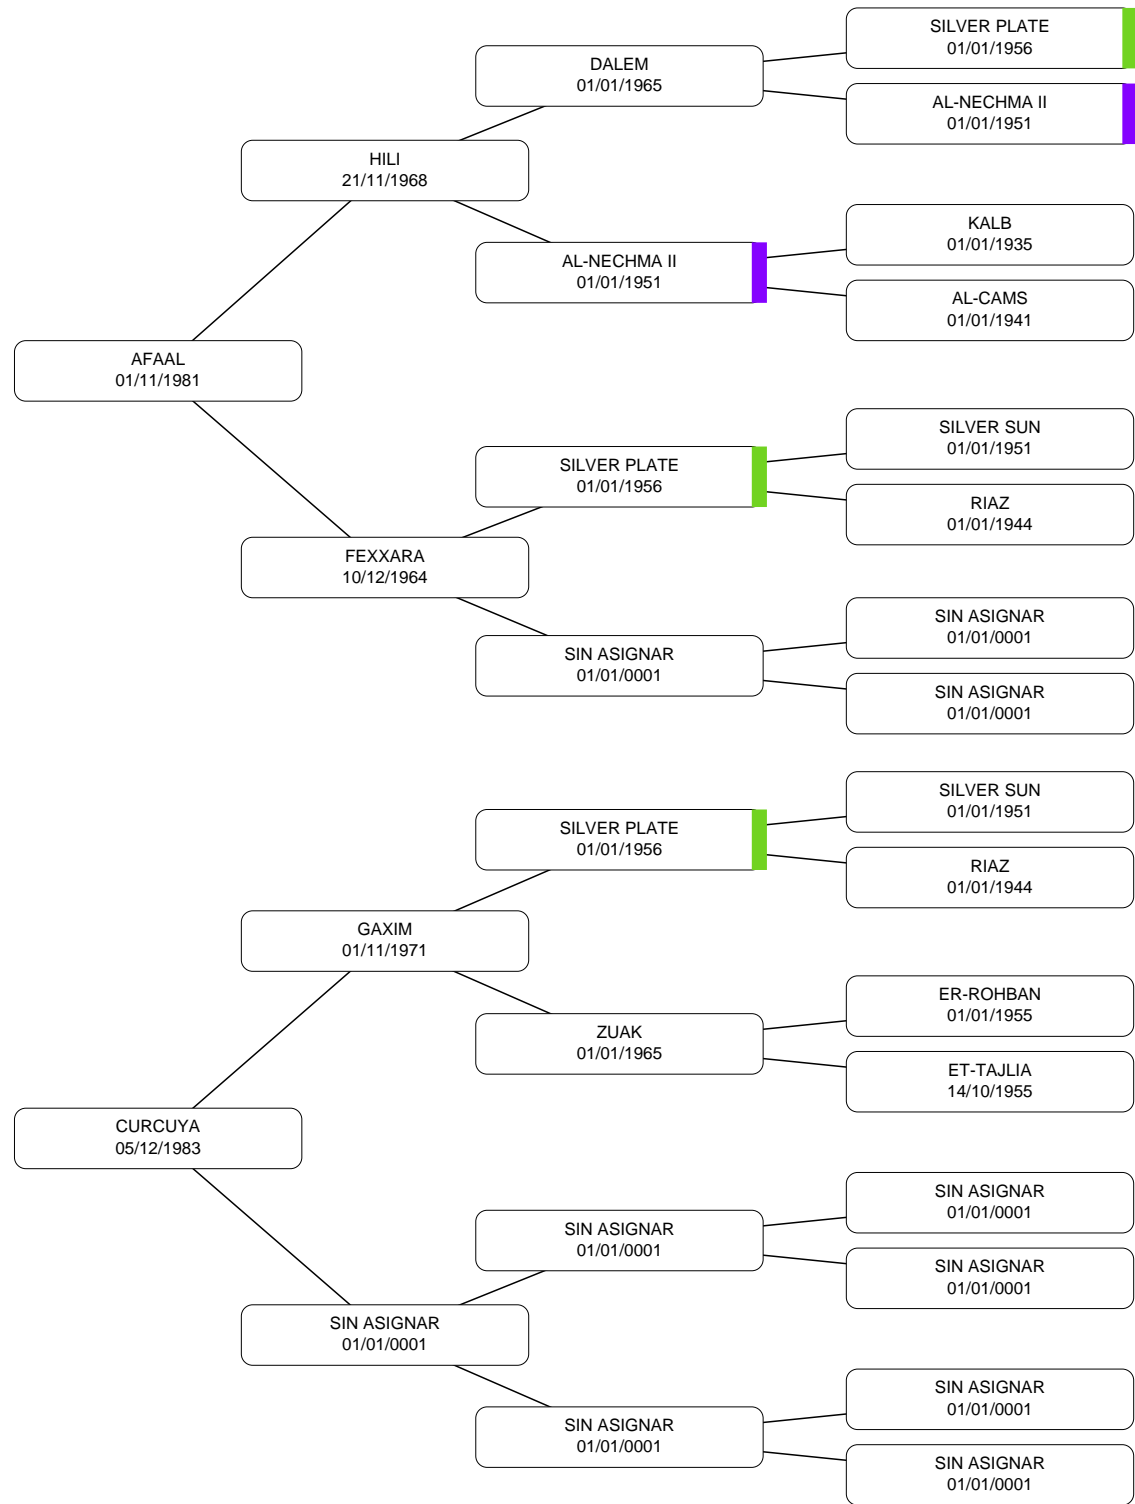 SILVER PLATE
01/01/1956
DALEM
01/01/1965
AL-NECHMA II
01/01/1951
HILI
21/11/1968
KALB
01/01/1935
AL-NECHMA II
01/01/1951
AL-CAMS
01/01/1941
AFAAL
01/11/1981
SILVER SUN
01/01/1951
SILVER PLATE
01/01/1956
RIAZ
01/01/1944
FEXXARA
10/12/1964
SIN ASIGNAR
01/01/0001
SIN ASIGNAR
01/01/0001
SIN ASIGNAR
01/01/0001
SILVER SUN
01/01/1951
SILVER PLATE
01/01/1956
RIAZ
01/01/1944
GAXIM
01/11/1971
ER-ROHBAN
01/01/1955
ZUAK
01/01/1965
ET-TAJLIA
14/10/1955
CURCUYA
05/12/1983
SIN ASIGNAR
01/01/0001
SIN ASIGNAR
01/01/0001
SIN ASIGNAR
01/01/0001
SIN ASIGNAR
01/01/0001
SIN ASIGNAR
01/01/0001
SIN ASIGNAR
01/01/0001
SIN ASIGNAR
01/01/0001